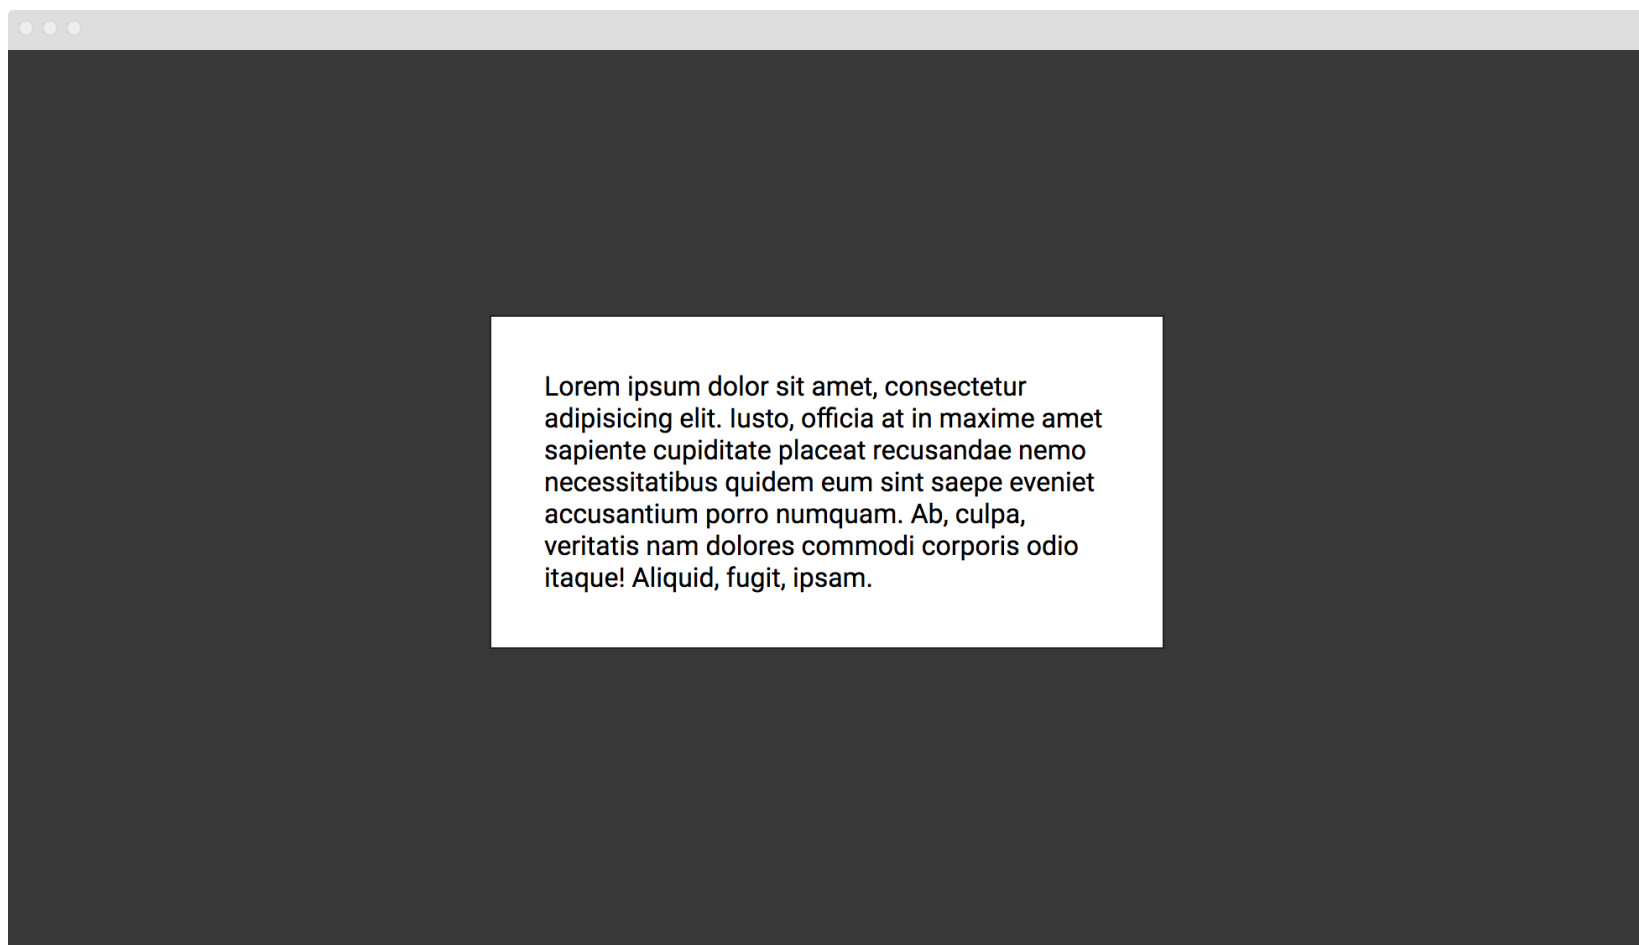 Lorem ipsum dolor sit amet, consectetur
adipisicing elit. Iusto, officia at in maxime amet
sapiente cupiditate placeat recusandae nemo
necessitatibus quidem eum sint saepe eveniet
accusantium porro numquam. Ab, culpa,
veritatis nam dolores commodi corporis odio
itaque! Aliquid, fugit, ipsam.